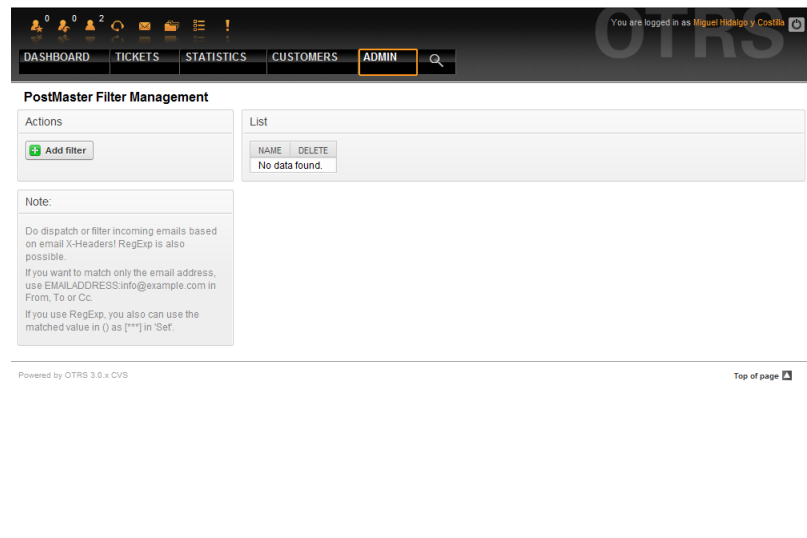 0 0 2
You are logged in as Miguel Hidalgo y Costilla
OTRS
DASHBOARD TICKETS STATISTICS CUSTOMERS ADMIN
PostMaster Filter Management
Actions
Add filter
List
NAME DELETE
No data found.
Note:
Do dispatch or filter incoming emails based
on email X-Headers! RegExp is also
possible.
If you want to match only the email address,
use EMAILADDRESS:info@example.com in
From, To or Cc.
If you use RegExp, you also can use the
matched value in () as [***] in 'Set'.
Powered by OTRS 3.0.x CVS
Top of page